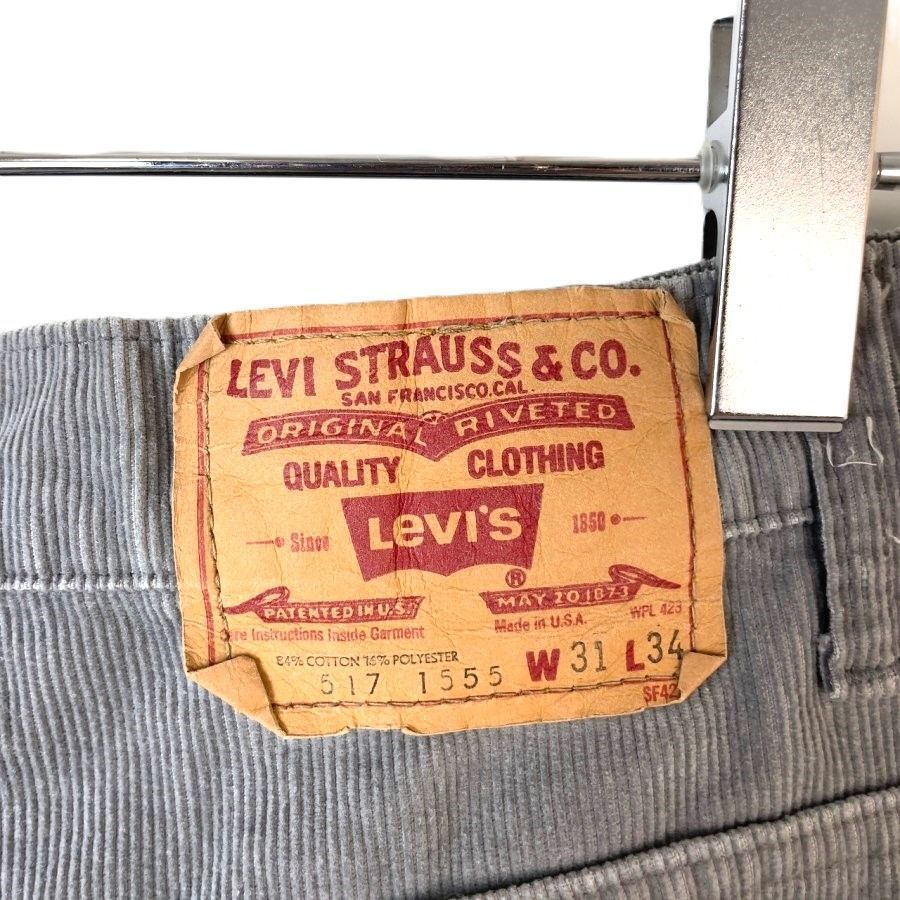 LEVI STRAUSS & CO.
SAN FRANCISCO, CAL.
ORIGINAL RIVETED
QUALITY CLOTHING
Since LEVI'S 1850
®
PATENTED IN U.S. MAY 20 1873
Care Instructions Inside Garment Made in U.S.A. WPL 423
84% COTTON 16% POLYESTER
517 1555 W 31 L 34
SF42